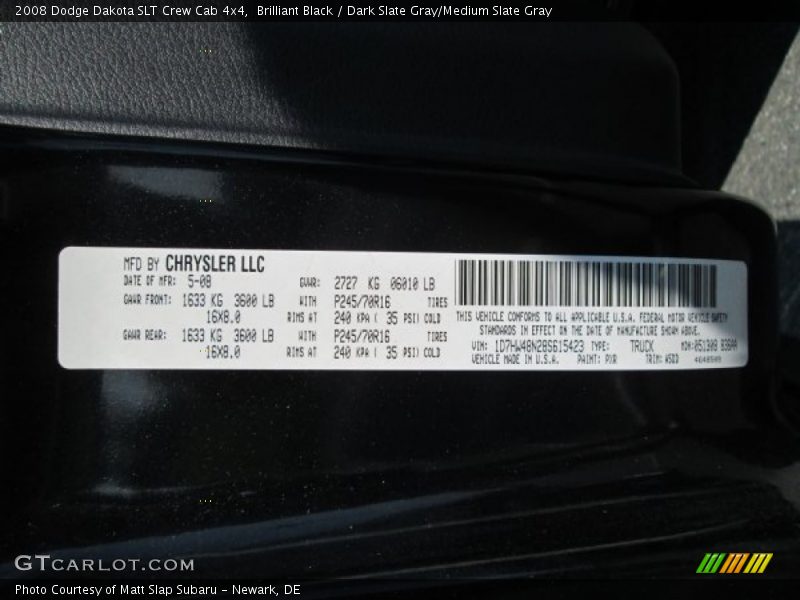 2008 Dodge Dakota SLT Crew Cab 4x4, Brilliant Black / Dark Slate Gray/Medium Slate Gray
MFD BY CHRYSLER LLC
DATE OF MFR: 5-08 GVWR: 2727 KG 06010 LB
GAWR FRONT: 1633 KG 3600 LB WITH P245/70R16 TIRES
16X8.0 RIMS AT 240 KPA ( 35 PSI) COLD
GAWR REAR: 1633 KG 3600 LB WITH P245/70R16 TIRES
16X8.0 RIMS AT 240 KPA ( 35 PSI) COLD
THIS VEHICLE CONFORMS TO ALL APPLICABLE U.S.A. FEDERAL MOTOR VEHICLE SAFETY
STANDARDS IN EFFECT ON THE DATE OF MANUFACTURE SHOWN ABOVE.
VIN: 1D7HW48N28S615423 TYPE: TRUCK MDH:051308
VEHICLE MADE IN U.S.A. PAINT: PXR TRIM:
GTCARLOT.COM
Photo Courtesy of Matt Slap Subaru - Newark, DE